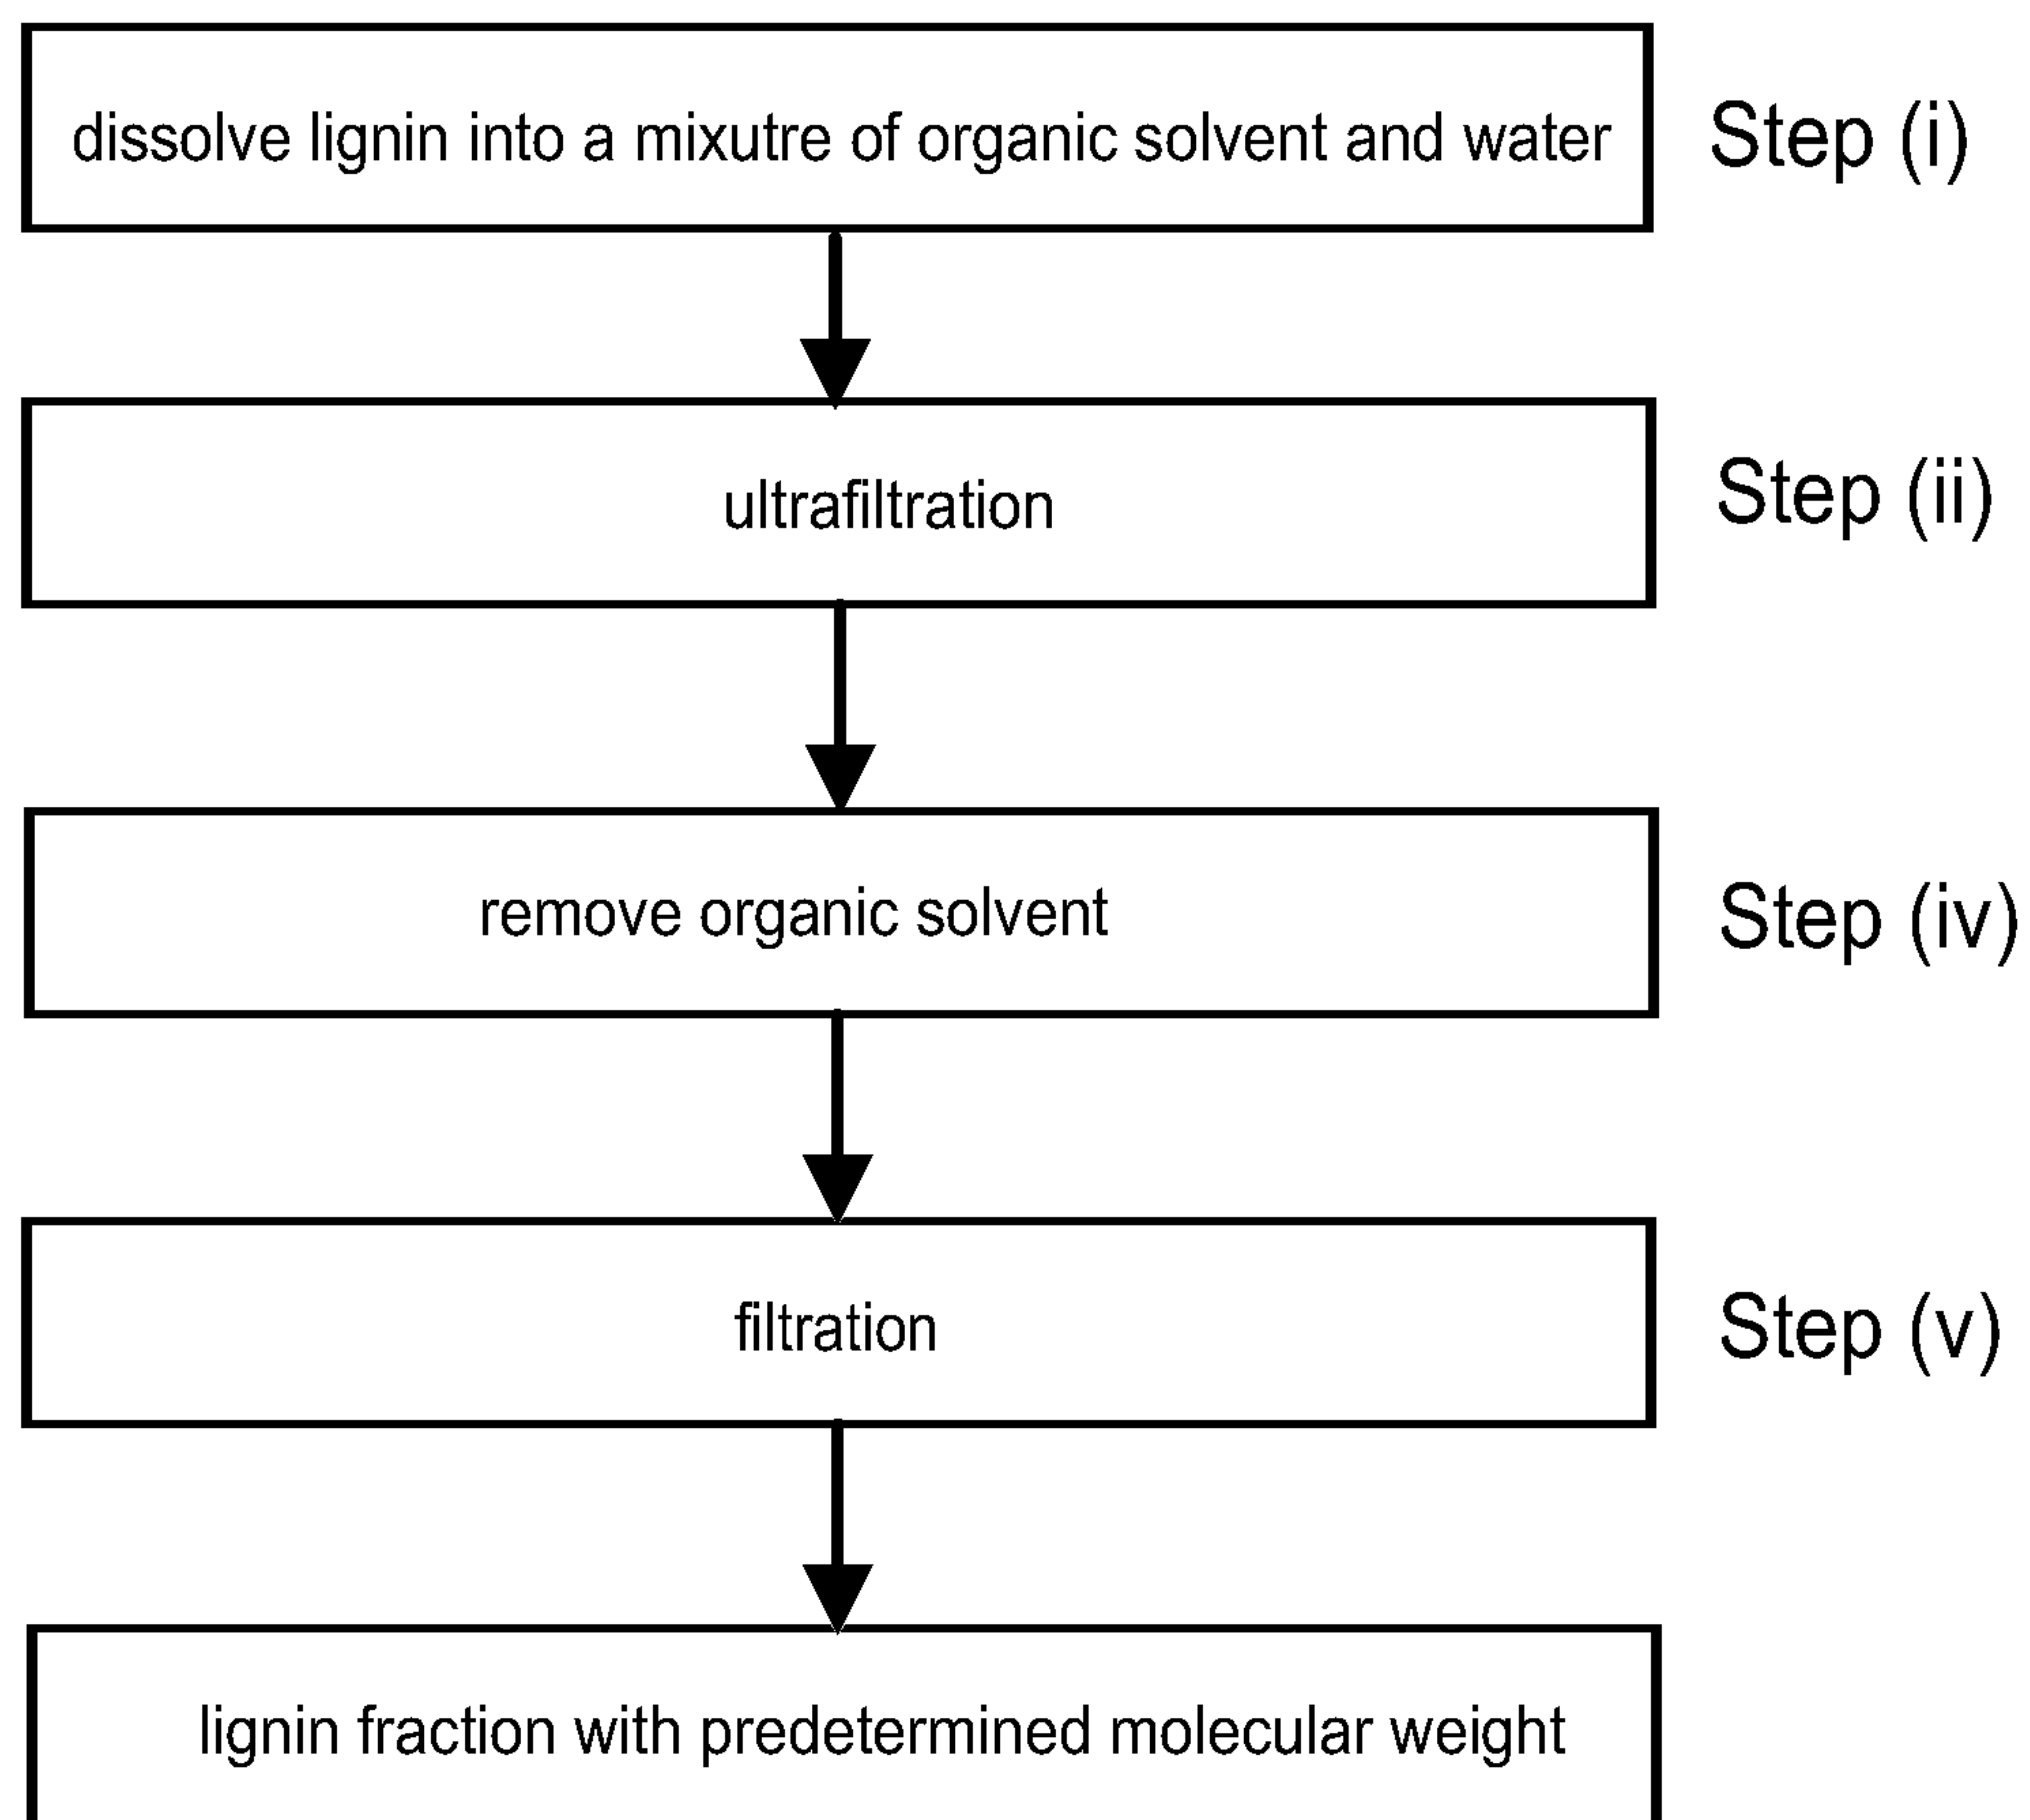 dissolve lignin into a mixutre of organic solvent and water
Step (i)
ultrafiltration
Step (ii)
remove organic solvent
Step (iv)
filtration
Step (v)
lignin fraction with predetermined molecular weight